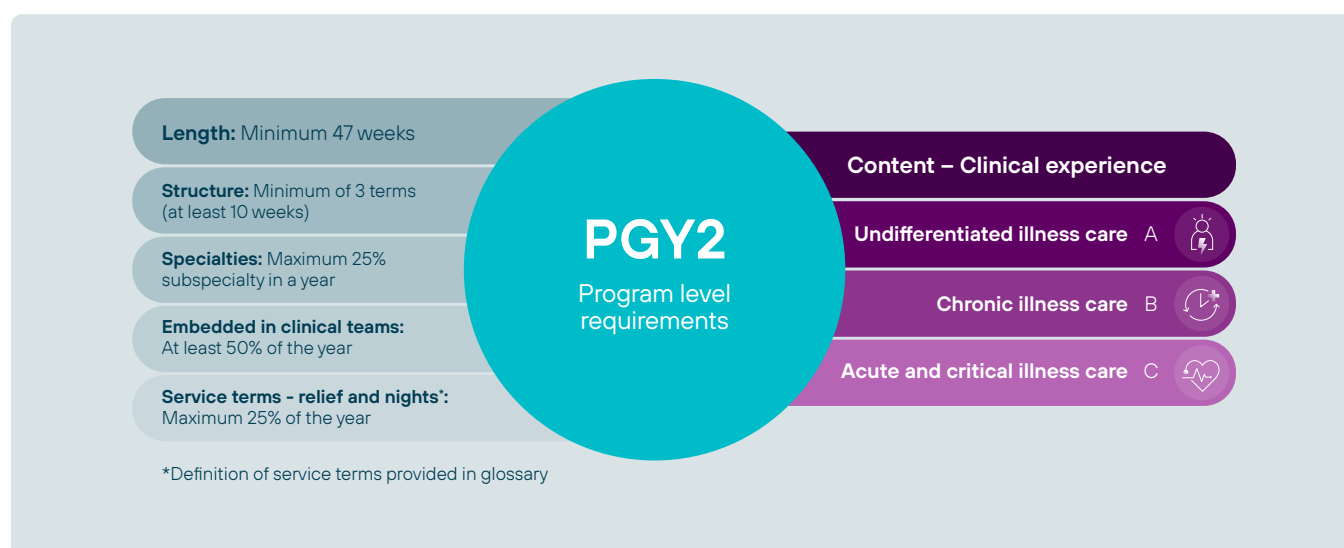 Length: Minimum 47 weeks
Structure: Minimum of 3 terms
(at least 10 weeks)
Specialties: Maximum 25%
subspecialty in a year
Embedded in clinical teams:
At least 50% of the year
Service terms - relief and nights*:
Maximum 25% of the year
*Definition of service terms provided in glossary
PGY2
Program level
requirements
Content – Clinical experience
Undifferentiated illness care A
Chronic illness care B
Acute and critical illness care C